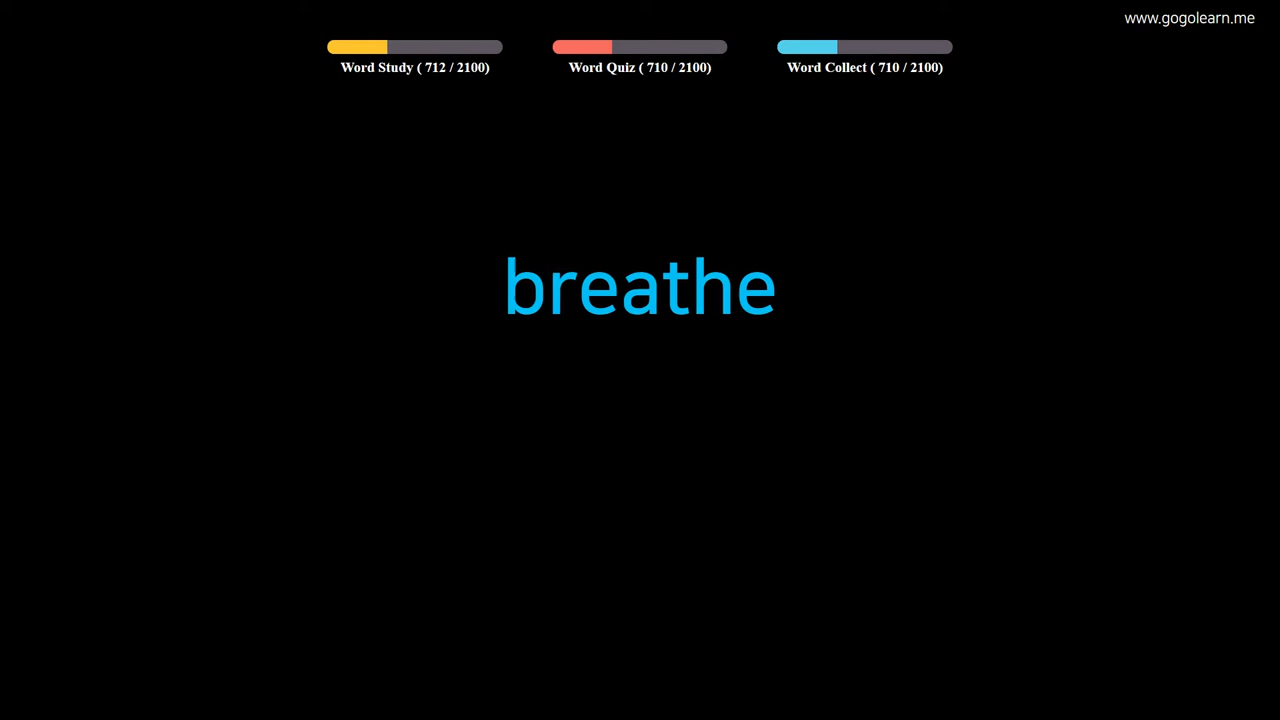 www.gogolearn.me
Word Study ( 712 / 2100)
Word Quiz ( 710 / 2100)
Word Collect ( 710 / 2100)
breathe